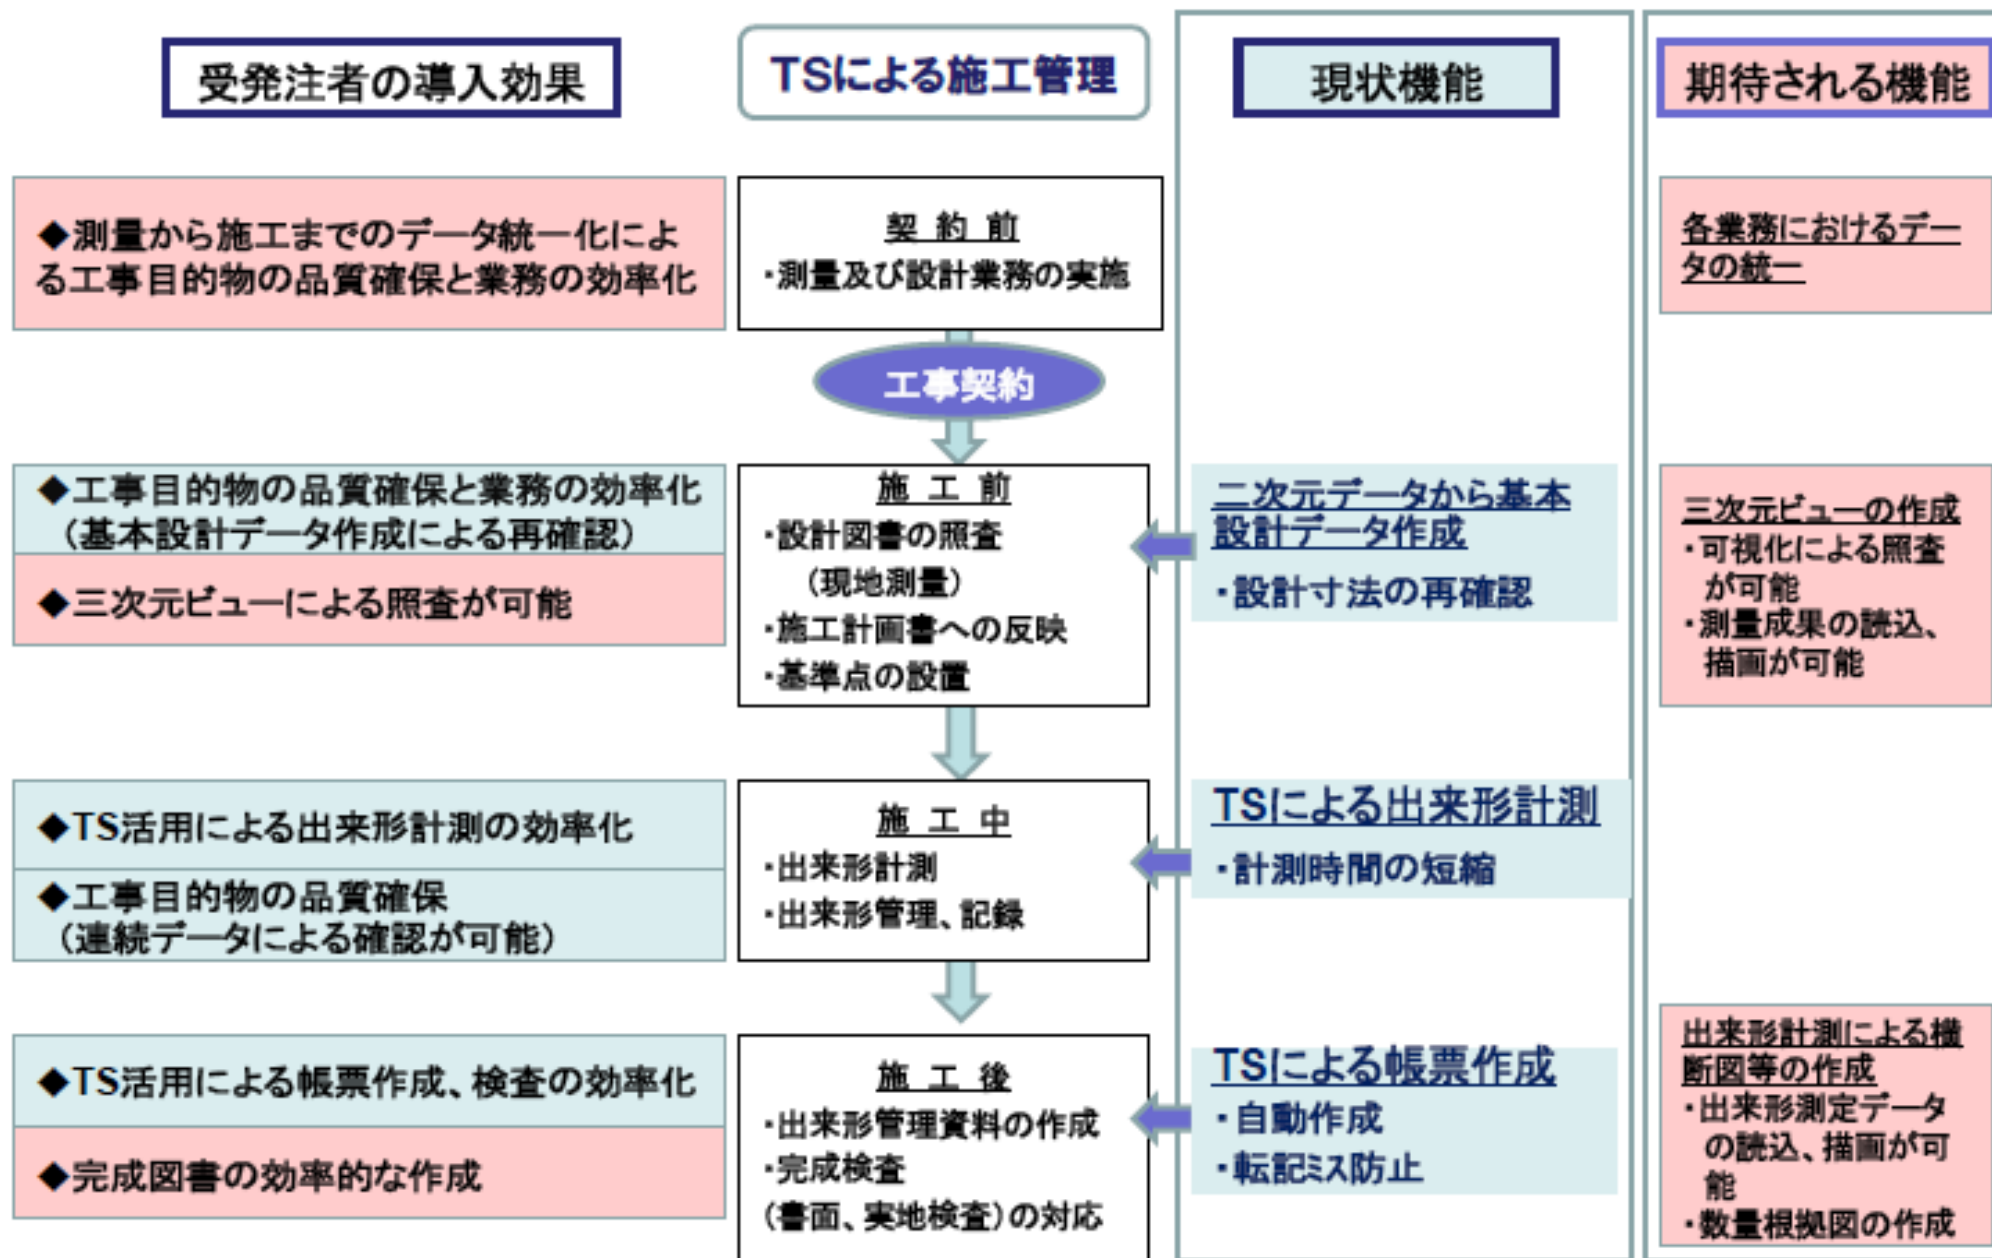 受発注者の導入効果
TSによる施工管理
現状機能
期待される機能
◆測量から施工までのデータ統一化によ
る工事目的物の品質確保と業務の効率化
契 約 前
・測量及び設計業務の実施
各業務におけるデー
タの統一
工事契約
◆工事目的物の品質確保と業務の効率化
(基本設計データ作成による再確認)
◆三次元ビューによる照査が可能
施 工 前
・設計図書の照査
(現地測量)
・施工計画書への反映
・基準点の設置
二次元データから基本
設計データ作成
・設計寸法の再確認
三次元ビューの作成
・可視化による照査
が可能
・測量成果の読込、
描画が可能
◆TS活用による出来形計測の効率化
◆工事目的物の品質確保
(連続データによる確認が可能)
施 工 中
・出来形計測
・出来形管理、記録
TSによる出来形計測
・計測時間の短縮
◆TS活用による帳票作成、検査の効率化
◆完成図書の効率的な作成
施 工 後
・出来形管理資料の作成
・完成検査
(書面、実地検査)の対応
TSによる帳票作成
・自動作成
・転記ミス防止
出来形計測による横
断図等の作成
・出来形測定データ
の読込、描画が可
能
・数量根拠図の作成